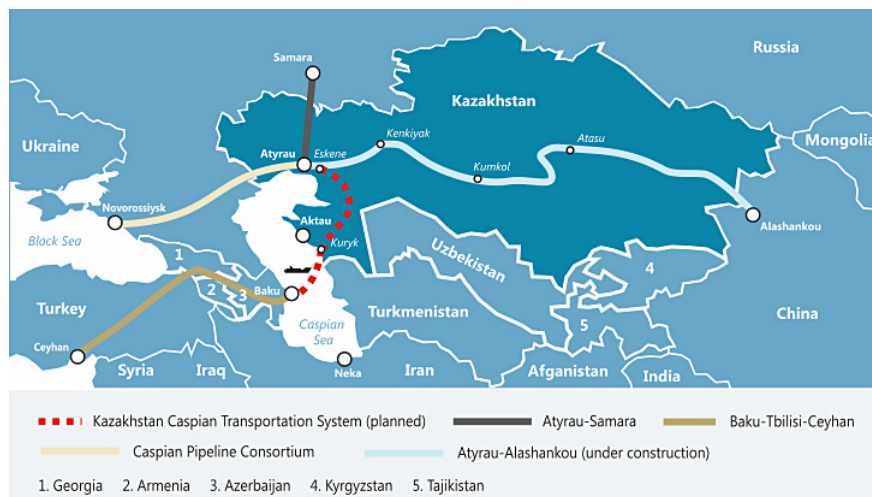 Samara
Russia
Kazakhstan
Ukraine
Kenkiyak
Atasu
Mongolia
Atyrau
Eskene
Kumkol
Novorossiysk
Aktau
Alashankou
Black Sea
Kuryk
Uzbekistan
1
4
2
3
Baku
Turkey
Turkmenistan
China
Caspian
Sea
5
Ceyhan
Syria
Iraq
Neka
Iran
Afghanistan
India
Kazakhstan Caspian Transportation System (planned)
Atyrau-Samara
Baku-Tbilisi-Ceyhan
Caspian Pipeline Consortium
Atyrau-Alashankou (under construction)
1. Georgia 2. Armenia 3. Azerbaijan 4. Kyrgyzstan 5. Tajikistan